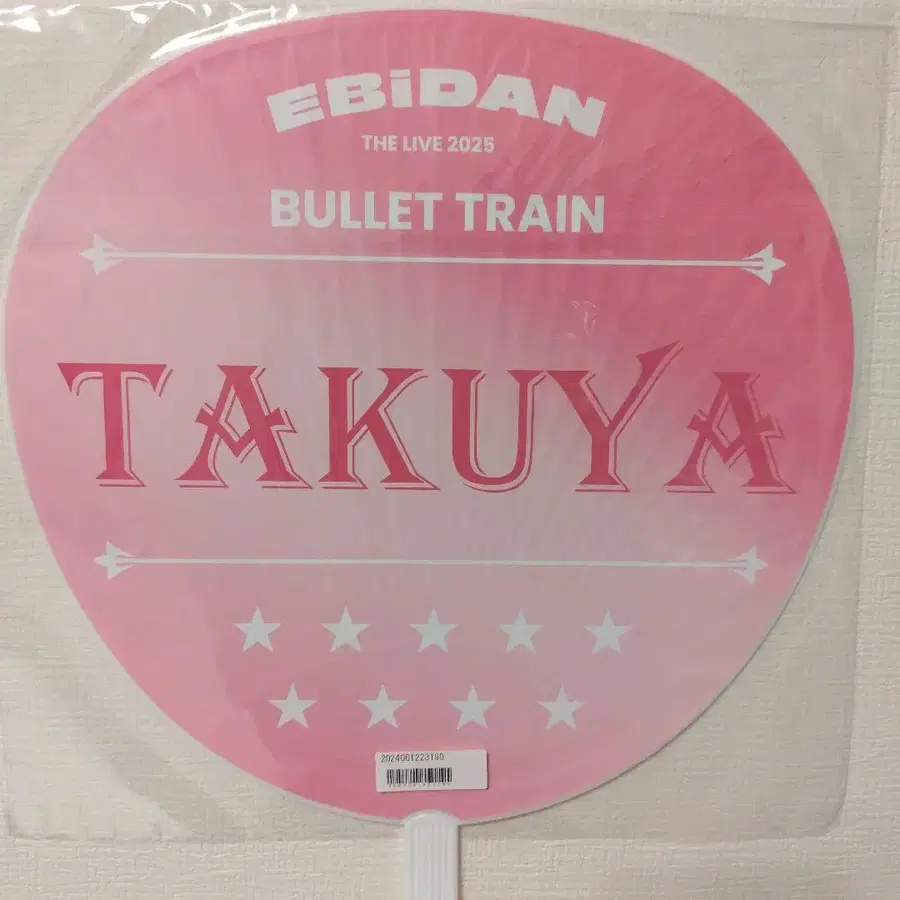 EBiDAN
THE LIVE 2025
BULLET TRAIN
TAKUYA
2024061223190